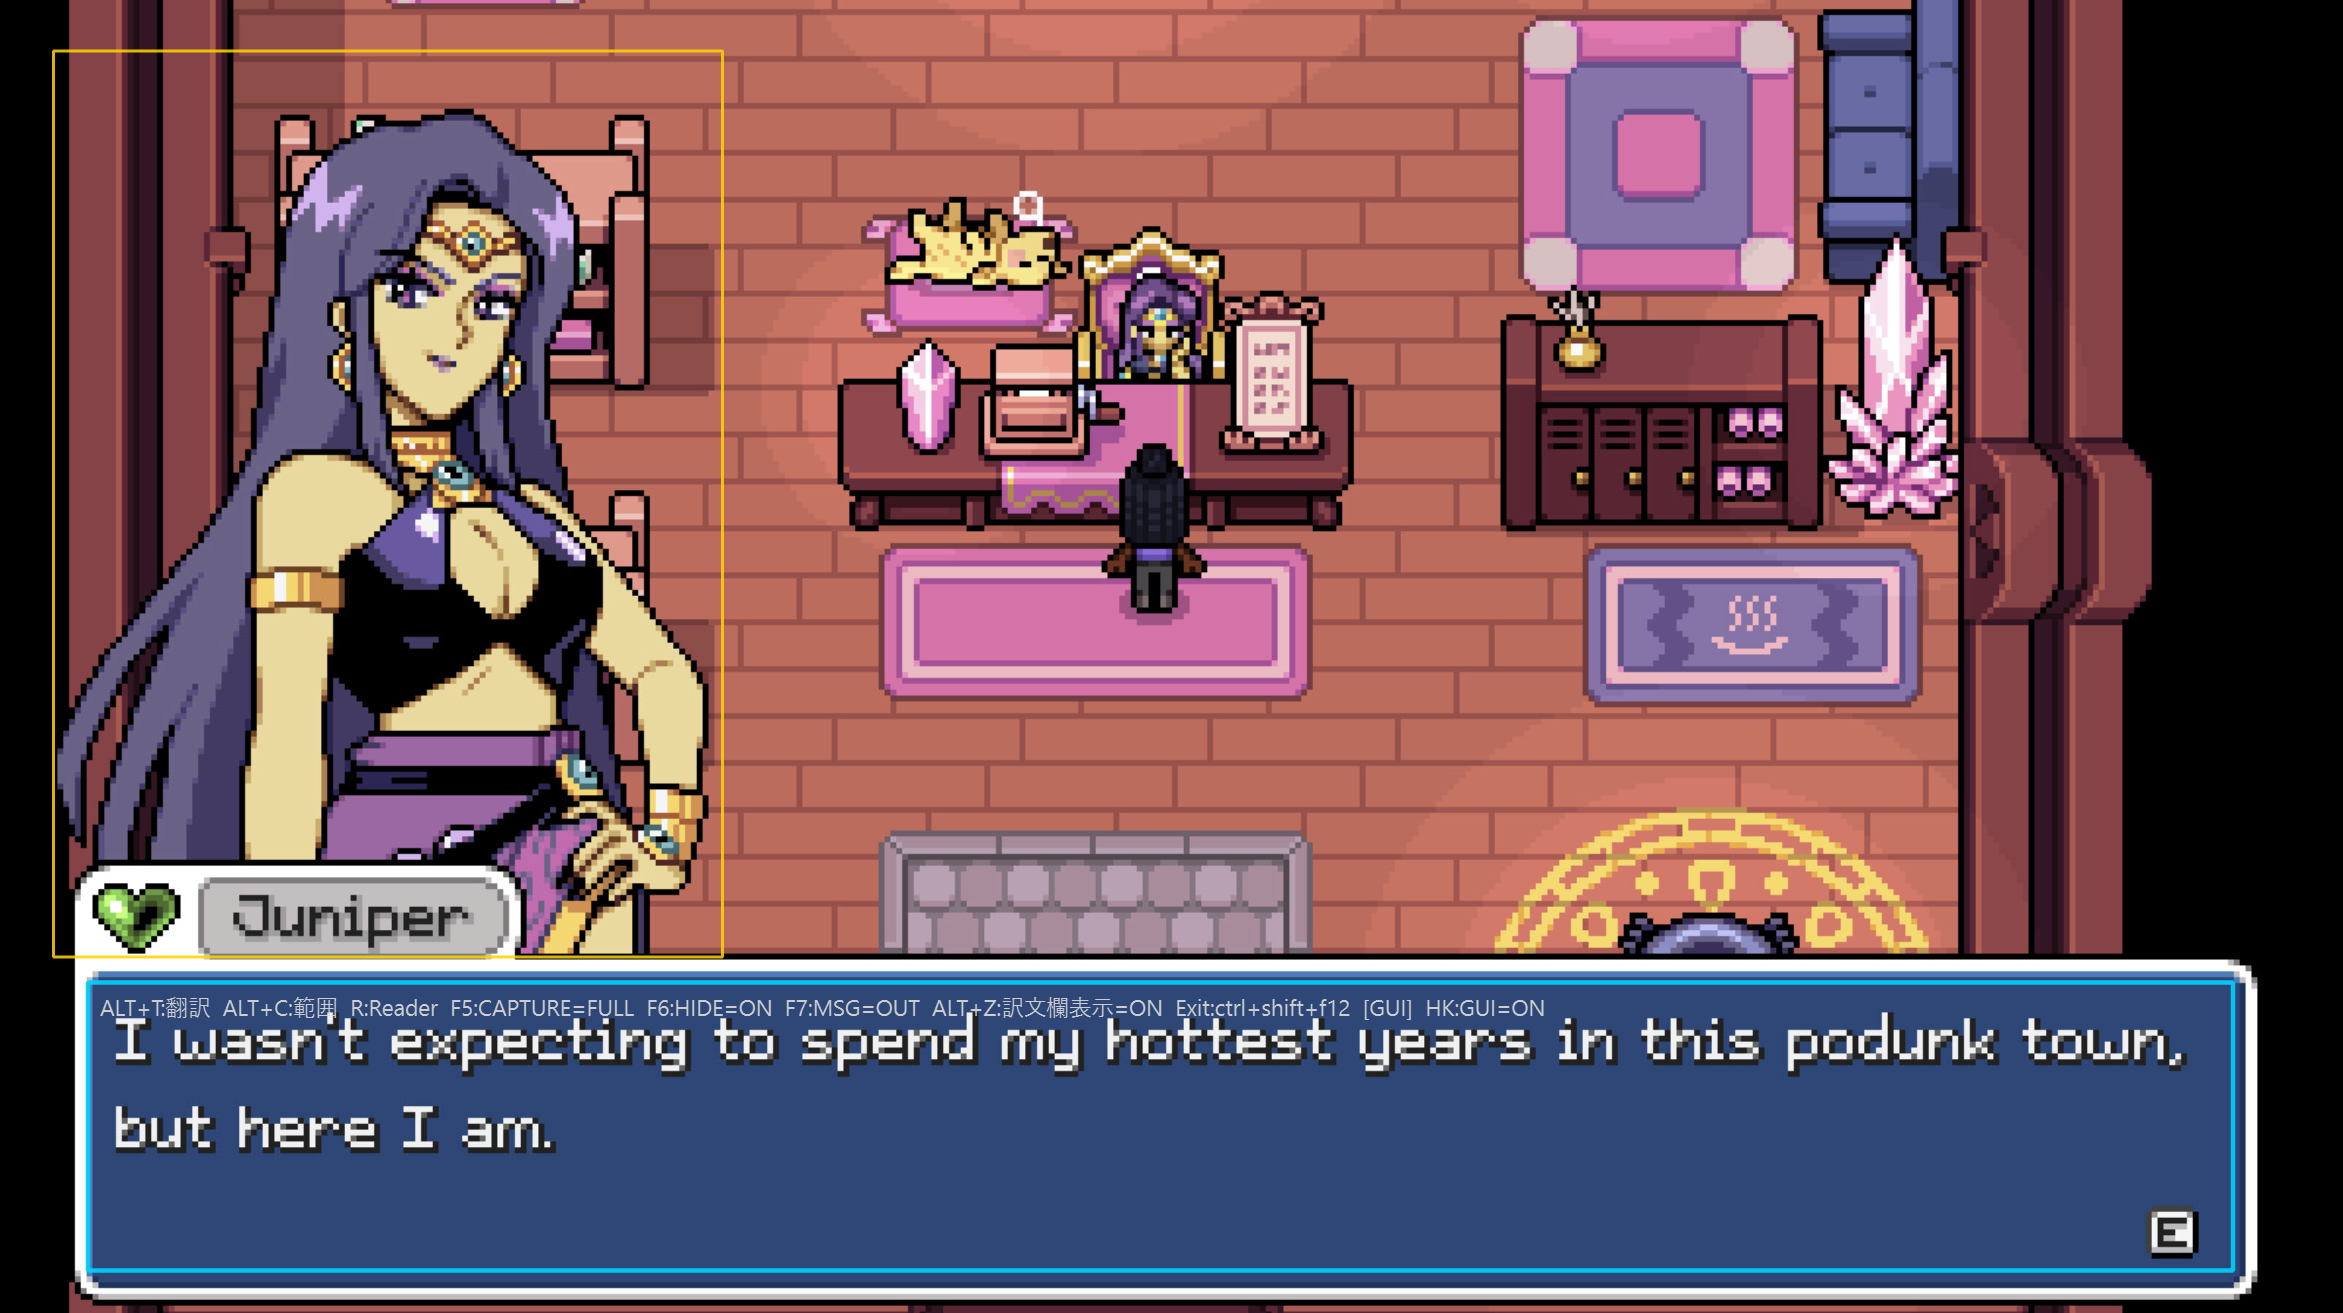 Juniper
ALT+T:翻訳 ALT+C:範囲 R:Reader F5:CAPTURE=FULL F6:HIDE=ON F7:MSG=OUT ALT+Z:訳文欄表示=ON Exit:ctrl+shift+f12 [GUI] HK:GUI=ON
I wasn't expecting to spend my hottest years in this podunk town,
but here I am.
E